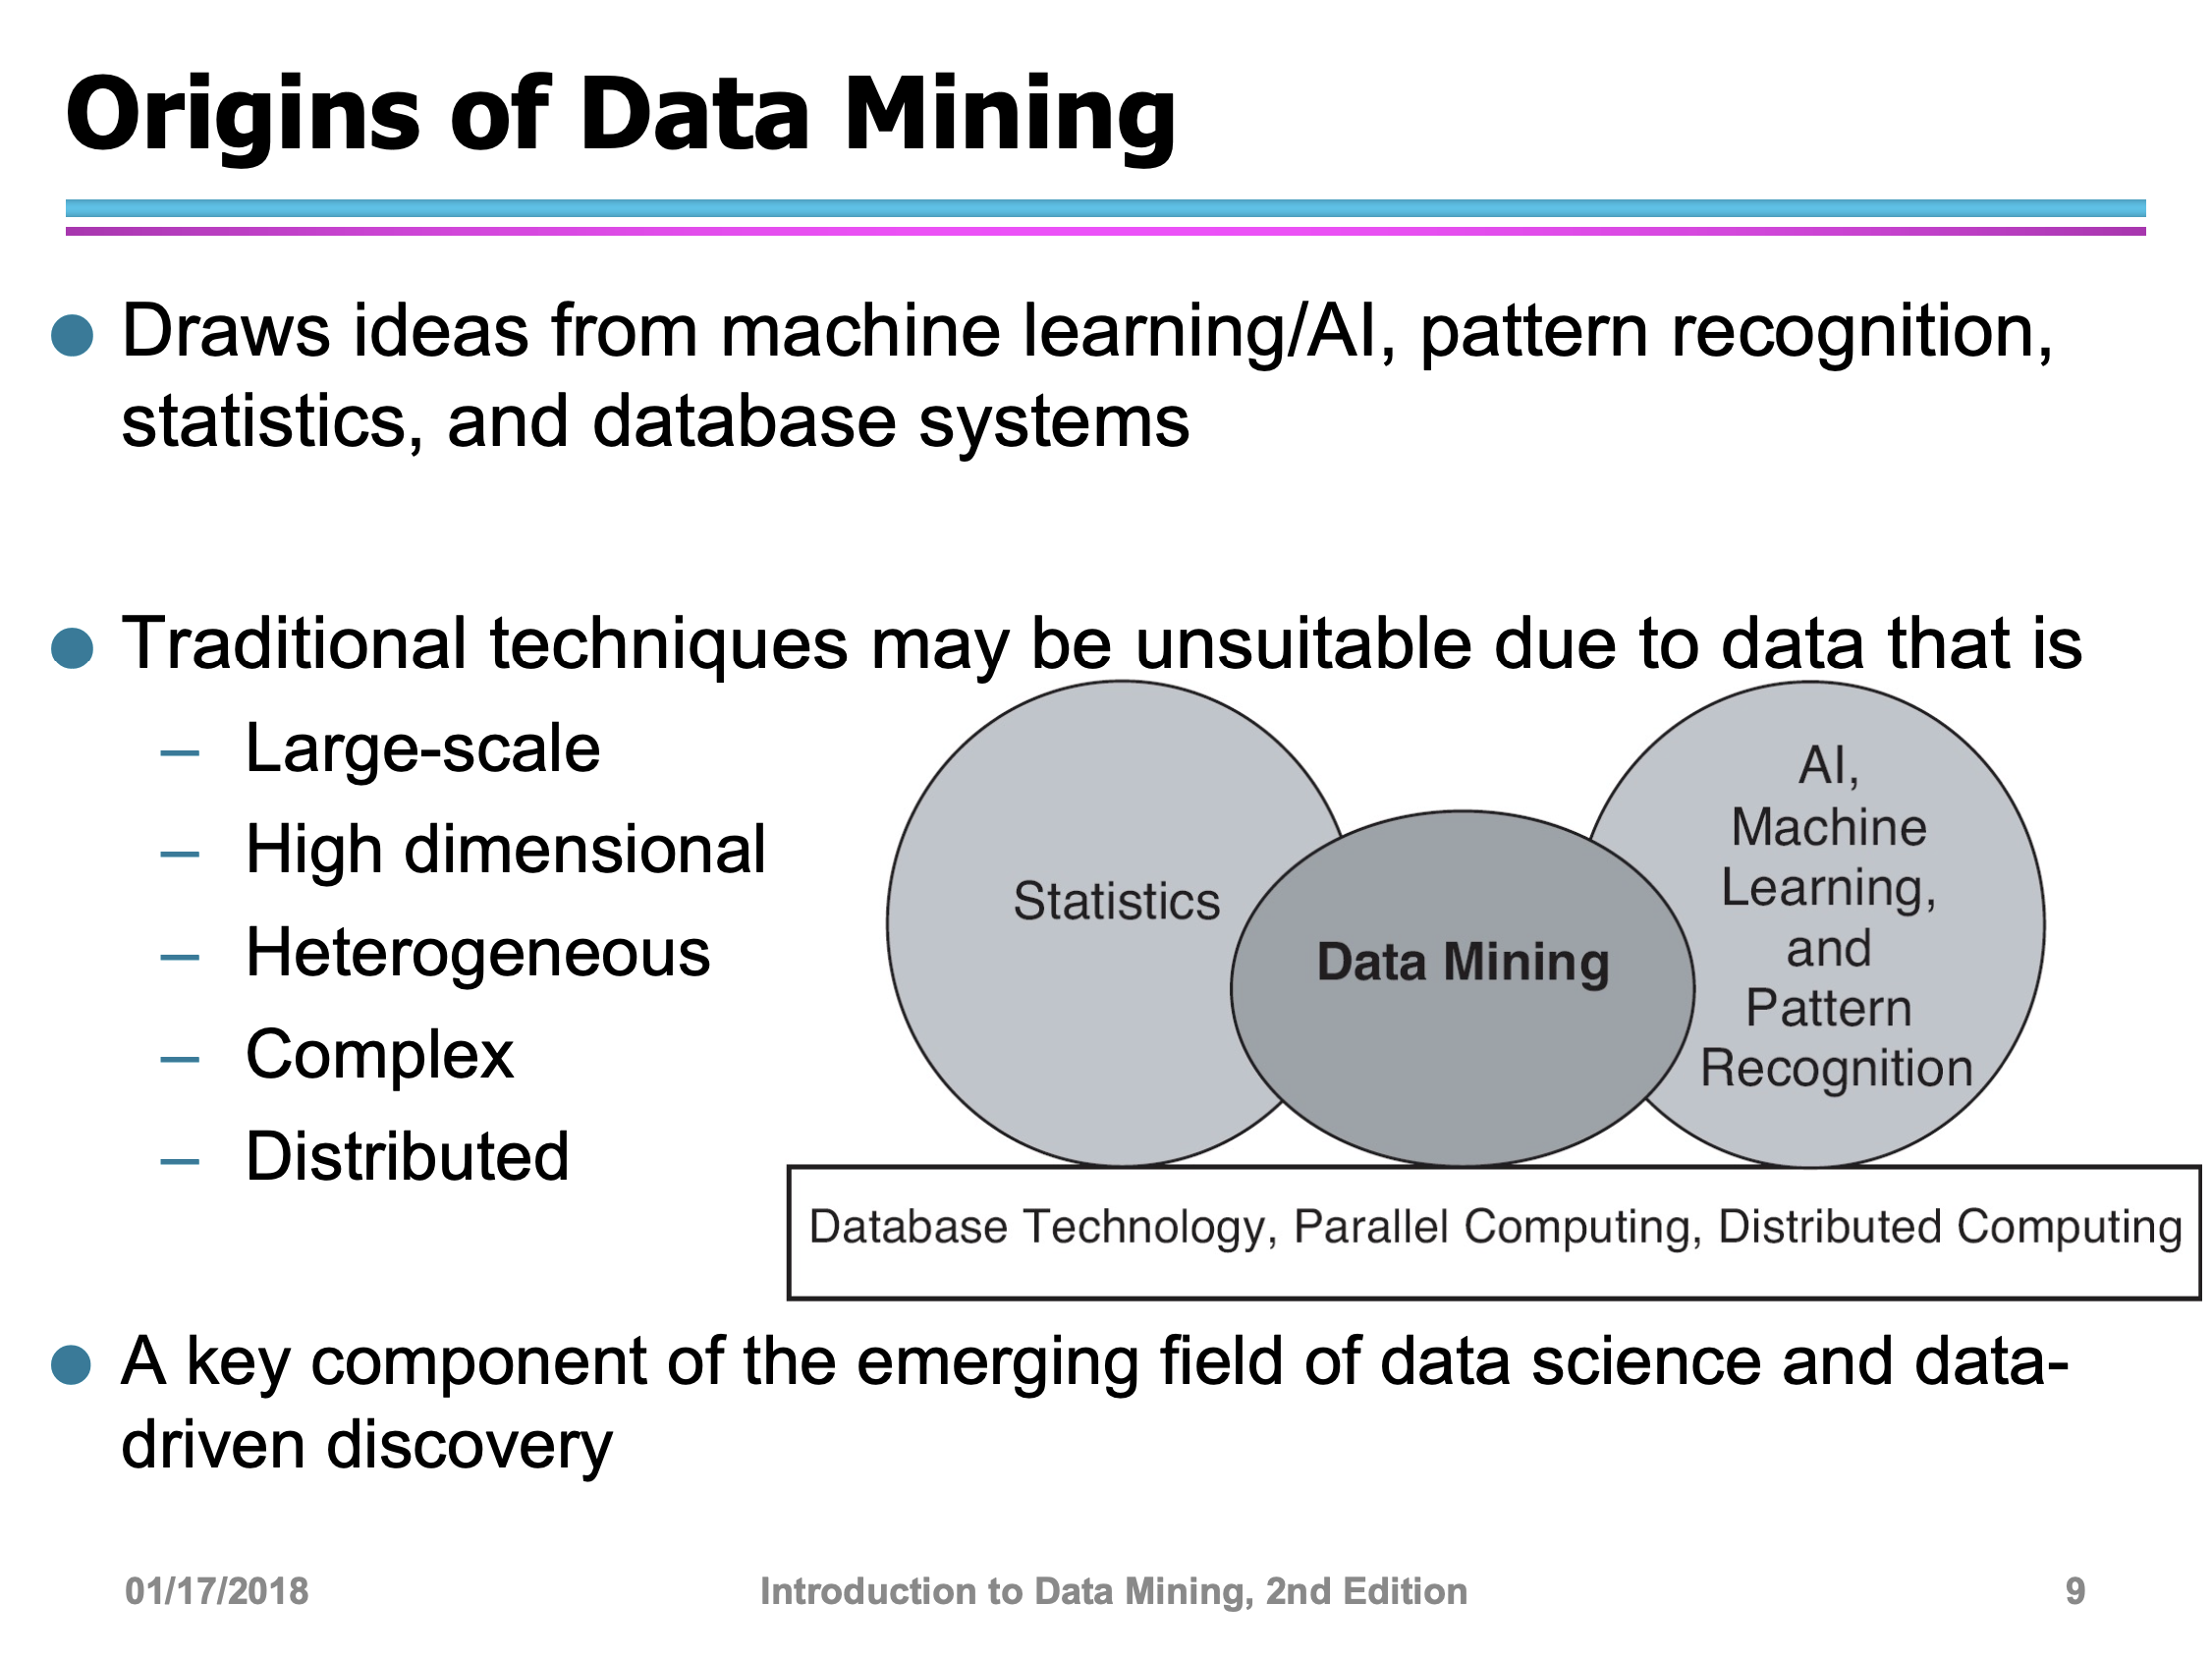 Origins of Data Mining
Draws ideas from machine learning/AI, pattern recognition,
statistics, and database systems
Traditional techniques may be unsuitable due to data that is
– Large-scale
– High dimensional
– Heterogeneous
– Complex
– Distributed
Statistics
Data Mining
AI,
Machine
Learning,
and
Pattern
Recognition
Database Technology, Parallel Computing, Distributed Computing
A key component of the emerging field of data science and data-
driven discovery
01/17/2018 Introduction to Data Mining, 2nd Edition 9